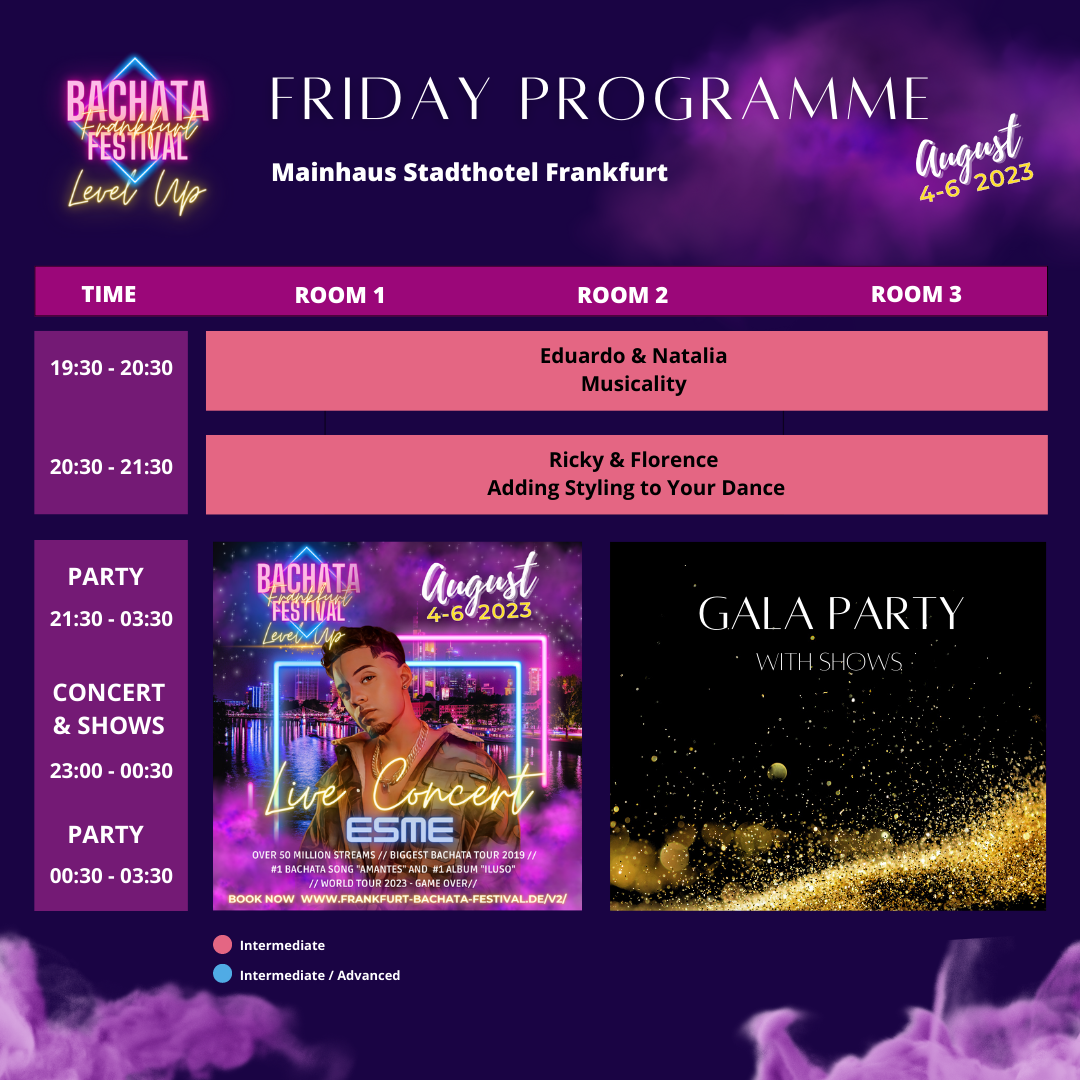 BACHATA
Frankfurt
FESTIVAL
Level Up
FRIDAY PROGRAMME
Mainhaus Stadthotel Frankfurt
August
4-6 2023
TIME
ROOM 1
ROOM 2
ROOM 3
19:30 - 20:30
Eduardo & Natalia
Musicality
20:30 - 21:30
Ricky & Florence
Adding Styling to Your Dance
PARTY
21:30 - 03:30
CONCERT
& SHOWS
23:00 - 00:30
PARTY
00:30 - 03:30
BACHATA
Frankfurt
FESTIVAL
Level Up
August
4-6 2023
Live Concert
ESME
OVER 50 MILLION STREAMS // BIGGEST BACHATA TOUR 2019 //
#1 BACHATA SONG "AMANTES" AND #1 ALBUM "ILUSO"
// WORLD TOUR 2023 - GAME OVER//
BOOK NOW WWW.FRANKFURT-BACHATA-FESTIVAL.DE/V2/
GALA PARTY
WITH SHOWS
Intermediate
Intermediate / Advanced